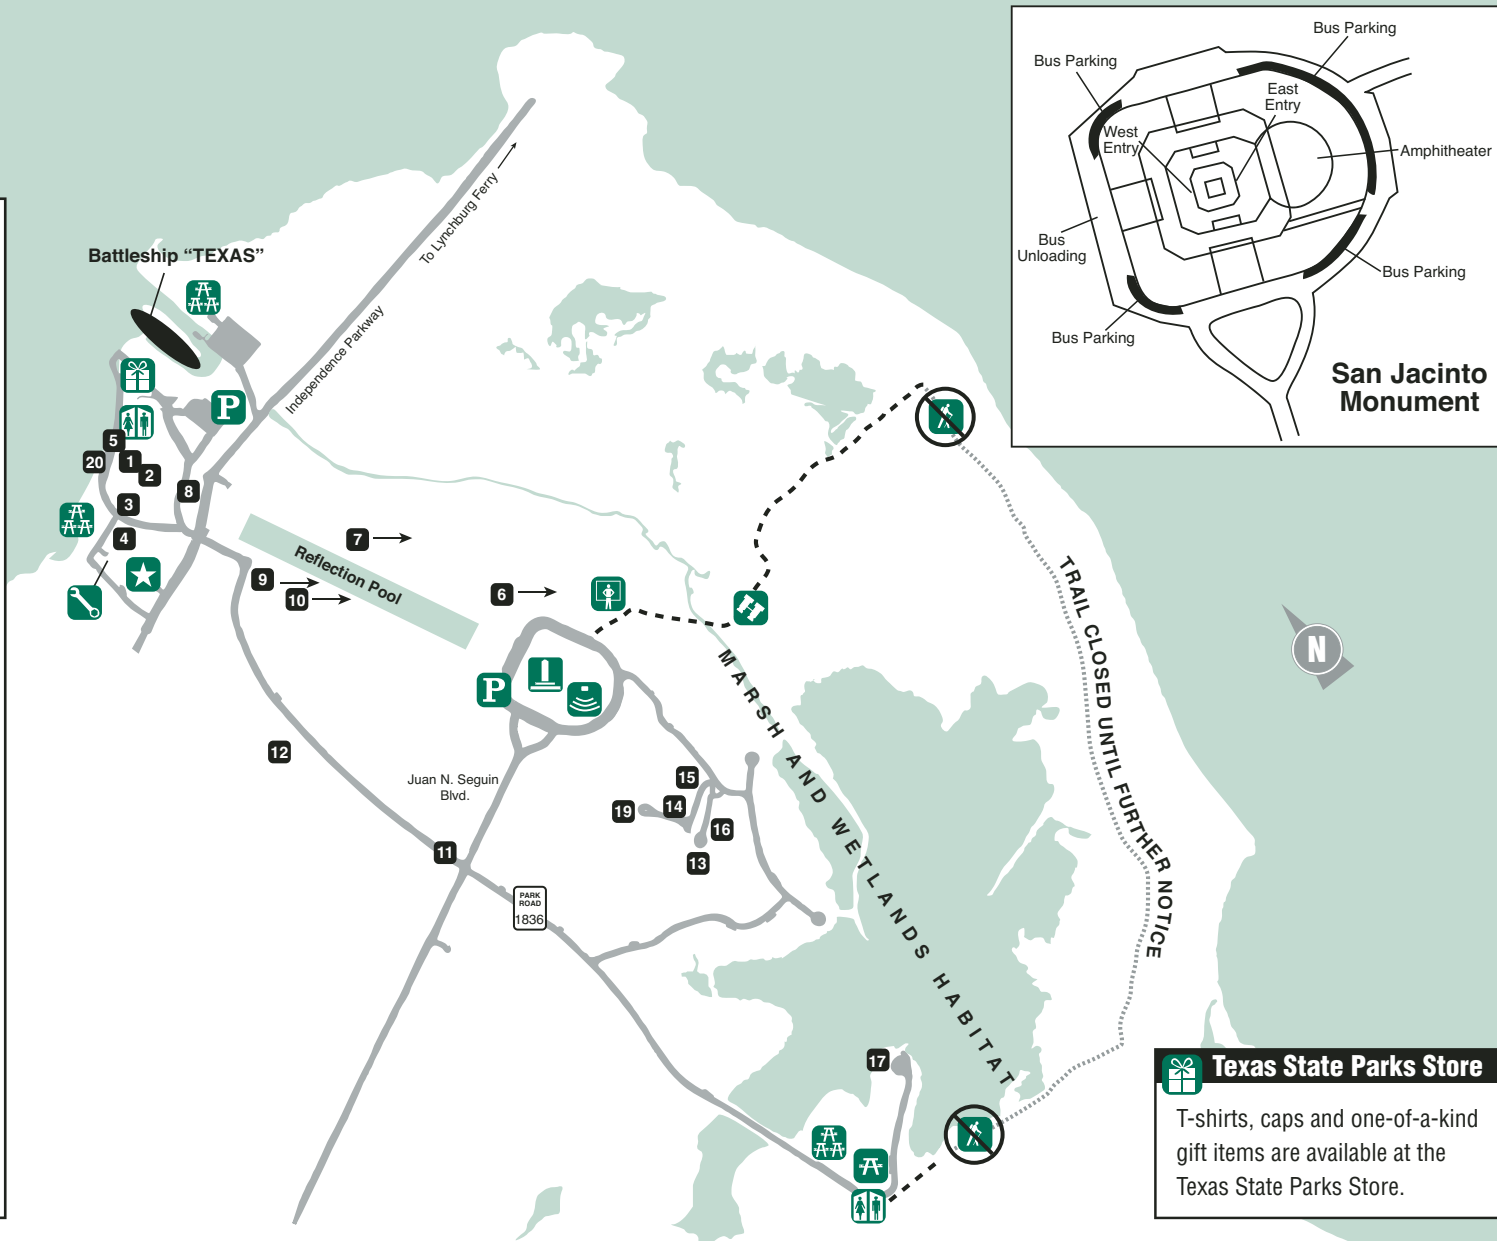 Bus Parking
Bus Parking
East
Entry
West
Entry
Amphitheater
Bus
Unloading
Bus Parking
Bus Parking
San Jacinto
Monument
To Lynchburg Ferry
Independence Parkway
Battleship “TEXAS”
P
5
20
1
2
8
3
4
7
Reflection Pool
9
10
6
P
N
TRAIL CLOSED UNTIL FURTHER NOTICE
MARSH AND WETLANDS HABITAT
12
Juan N. Seguin
Blvd.
15
14
19
16
13
11
PARK
ROAD
1836
17
Texas State Parks Store
T-shirts, caps and one-of-a-kind
gift items are available at the
Texas State Parks Store.